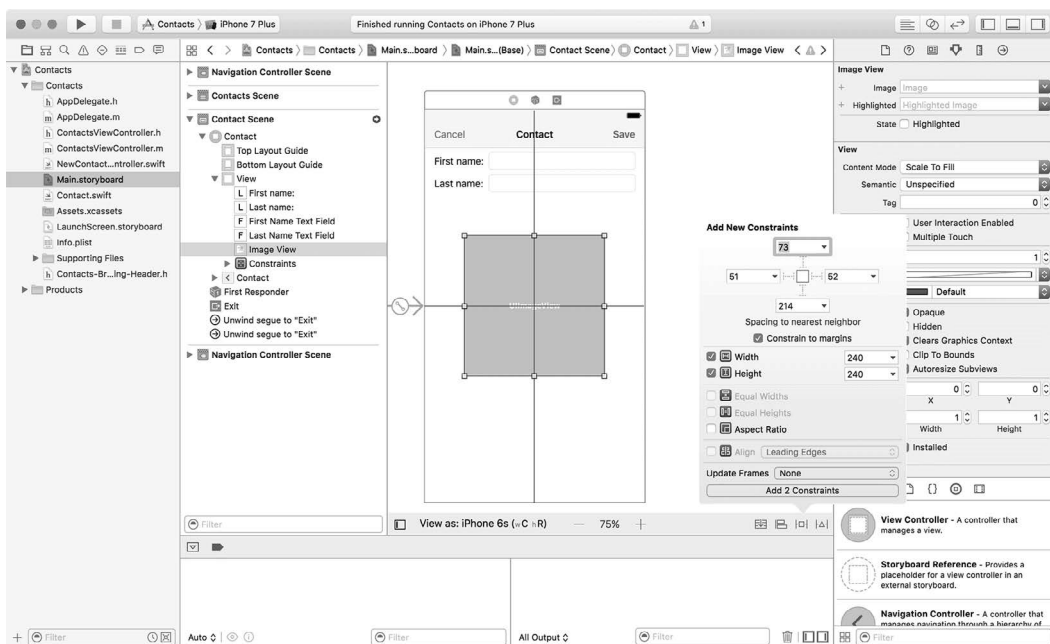 Contacts
iPhone 7 Plus
Finished running Contacts on iPhone 7 Plus
1
Contacts
Contacts
Main.s...board
Main.s...(Base)
Contact Scene
Contact
View
Image View
Contacts
Contacts
AppDelegate.h
AppDelegate.m
ContactsViewController.h
ContactsViewController.m
NewContact...ntroller.swift
Main.storyboard
Contact.swift
Assets.xcassets
LaunchScreen.storyboard
Info.plist
Supporting Files
Contacts-Br...ing-Header.h
Products
Filter
Navigation Controller Scene
Contacts Scene
Contact Scene
Contact
Top Layout Guide
Bottom Layout Guide
View
L First name:
L Last name:
F First Name Text Field
F Last Name Text Field
Image View
Constraints
Contact
First Responder
Exit
Unwind segue to "Exit"
Unwind segue to "Exit"
Navigation Controller Scene
Filter
Cancel
Contact
Save
First name:
Last name:
UIImageView
View as: iPhone 6s (wC hR)
75%
Add New Constraints
73
51
52
214
Spacing to nearest neighbor
Constrain to margins
Width 240
Height 240
Equal Widths
Equal Heights
Aspect Ratio
Align Leading Edges
Update Frames None
Add 2 Constraints
Image View
Image Image
Highlighted Highlighted Image
State Highlighted
View
Content Mode Scale To Fill
Semantic Unspecified
Tag 0
User Interaction Enabled
Multiple Touch
1
Default
Opaque
Hidden
Clears Graphics Context
Clip To Bounds
Autoresize Subviews
0 0
X Y
1 1
Width Height
Installed
View Controller - A controller that
manages a view.
Storyboard Reference - Provides a
placeholder for a view controller in an
external storyboard.
Navigation Controller - A controller that
manages navigation through a hierarchy of
Auto
Filter
All Output
Filter
Filter